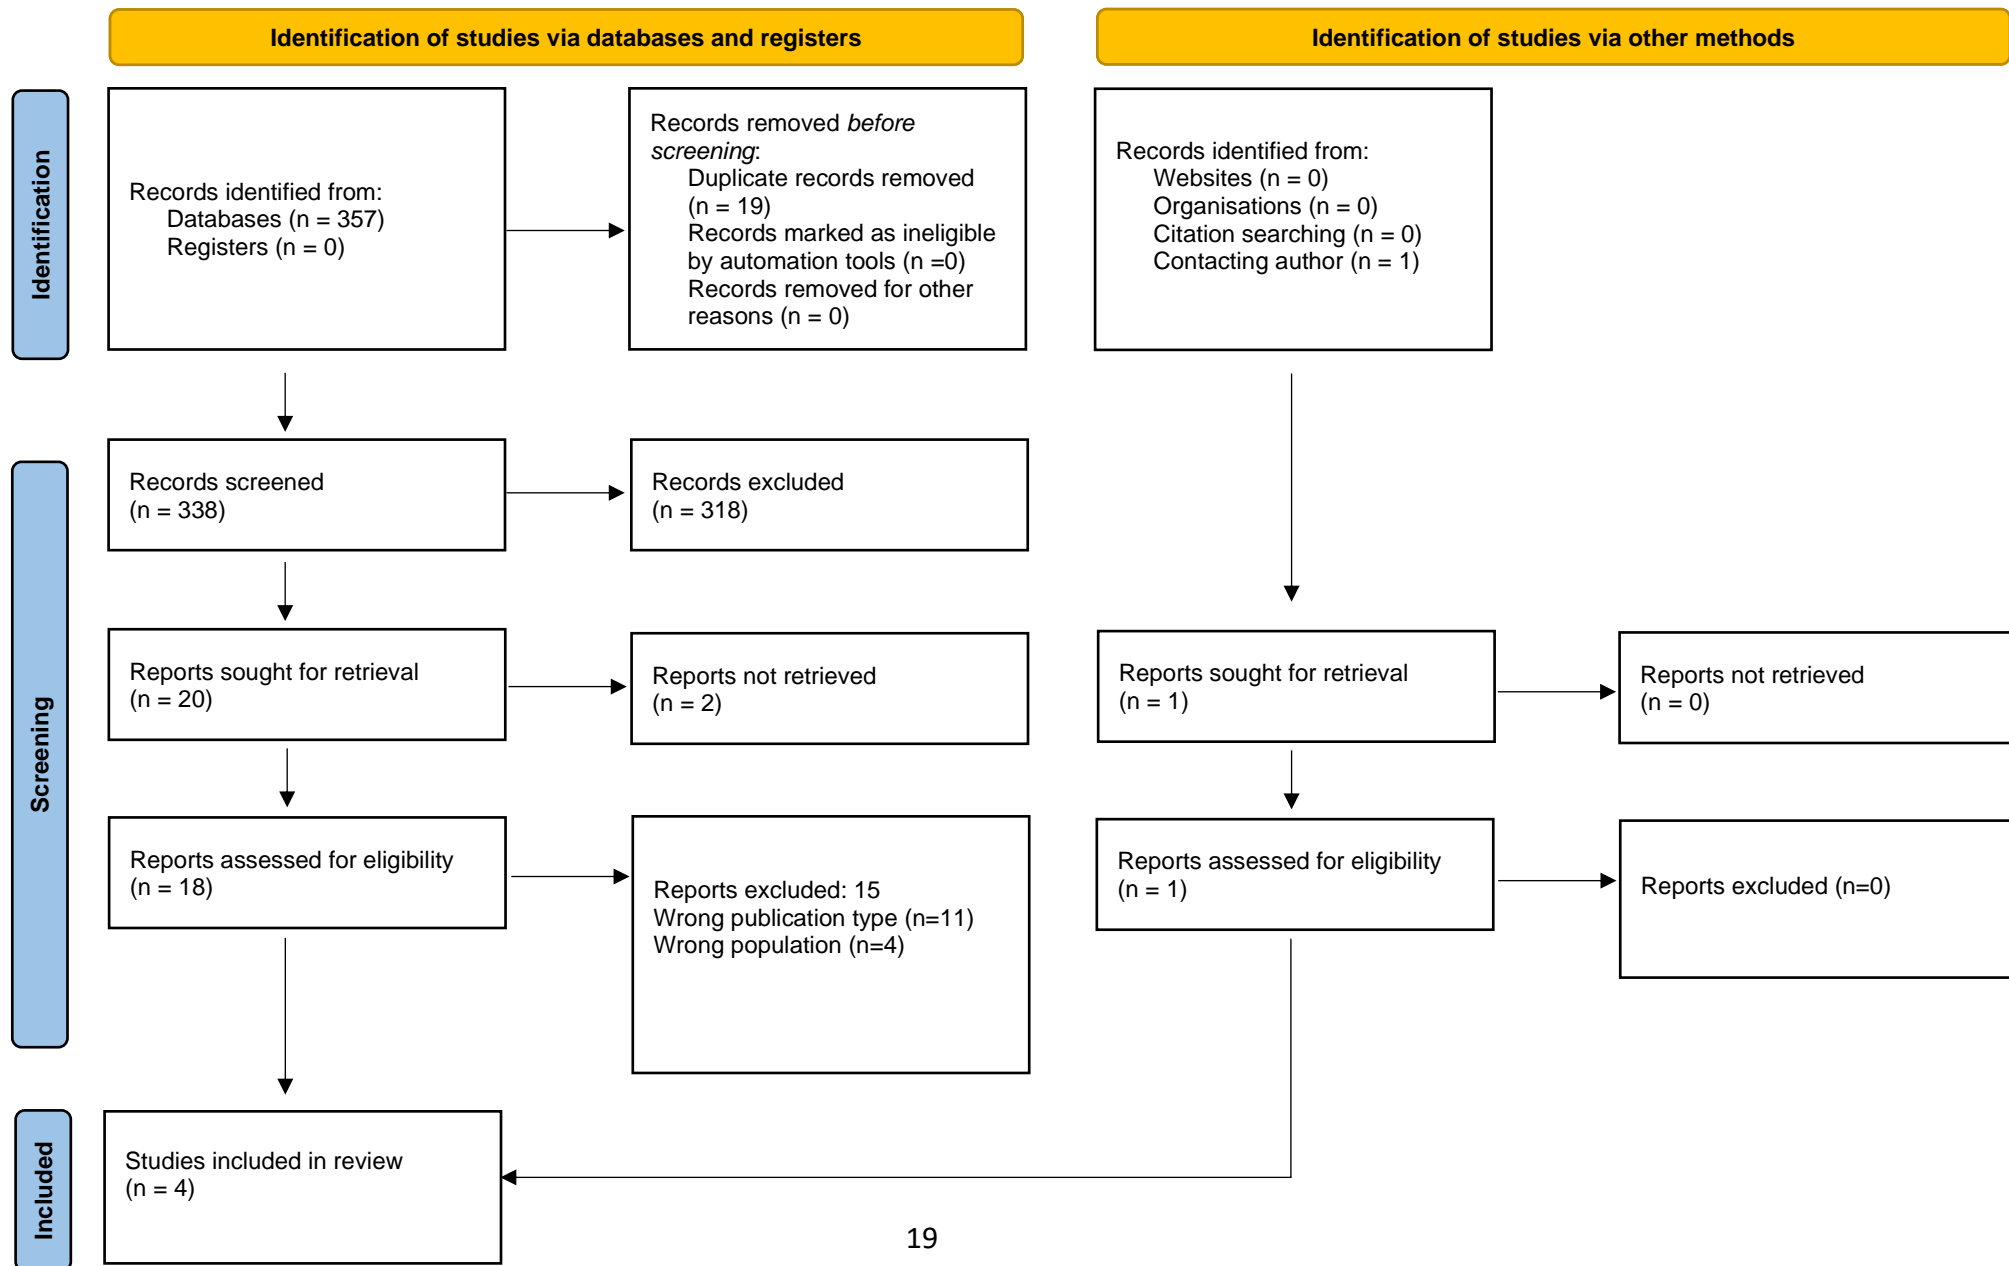 Identification of studies via databases and registers
Identification of studies via other methods
Identification
Records identified from:
Databases (n = 357)
Registers (n = 0)
Records removed before
screening:
Duplicate records removed
(n = 19)
Records marked as ineligible
by automation tools (n =0)
Records removed for other
reasons (n = 0)
Records identified from:
Websites (n = 0)
Organisations (n = 0)
Citation searching (n = 0)
Contacting author (n = 1)
Screening
Records screened
(n = 338)
Records excluded
(n = 318)
Reports sought for retrieval
(n = 20)
Reports not retrieved
(n = 2)
Reports sought for retrieval
(n = 1)
Reports not retrieved
(n = 0)
Reports assessed for eligibility
(n = 18)
Reports excluded: 15
Wrong publication type (n=11)
Wrong population (n=4)
Reports assessed for eligibility
(n = 1)
Reports excluded (n=0)
Included
Studies included in review
(n = 4)
19